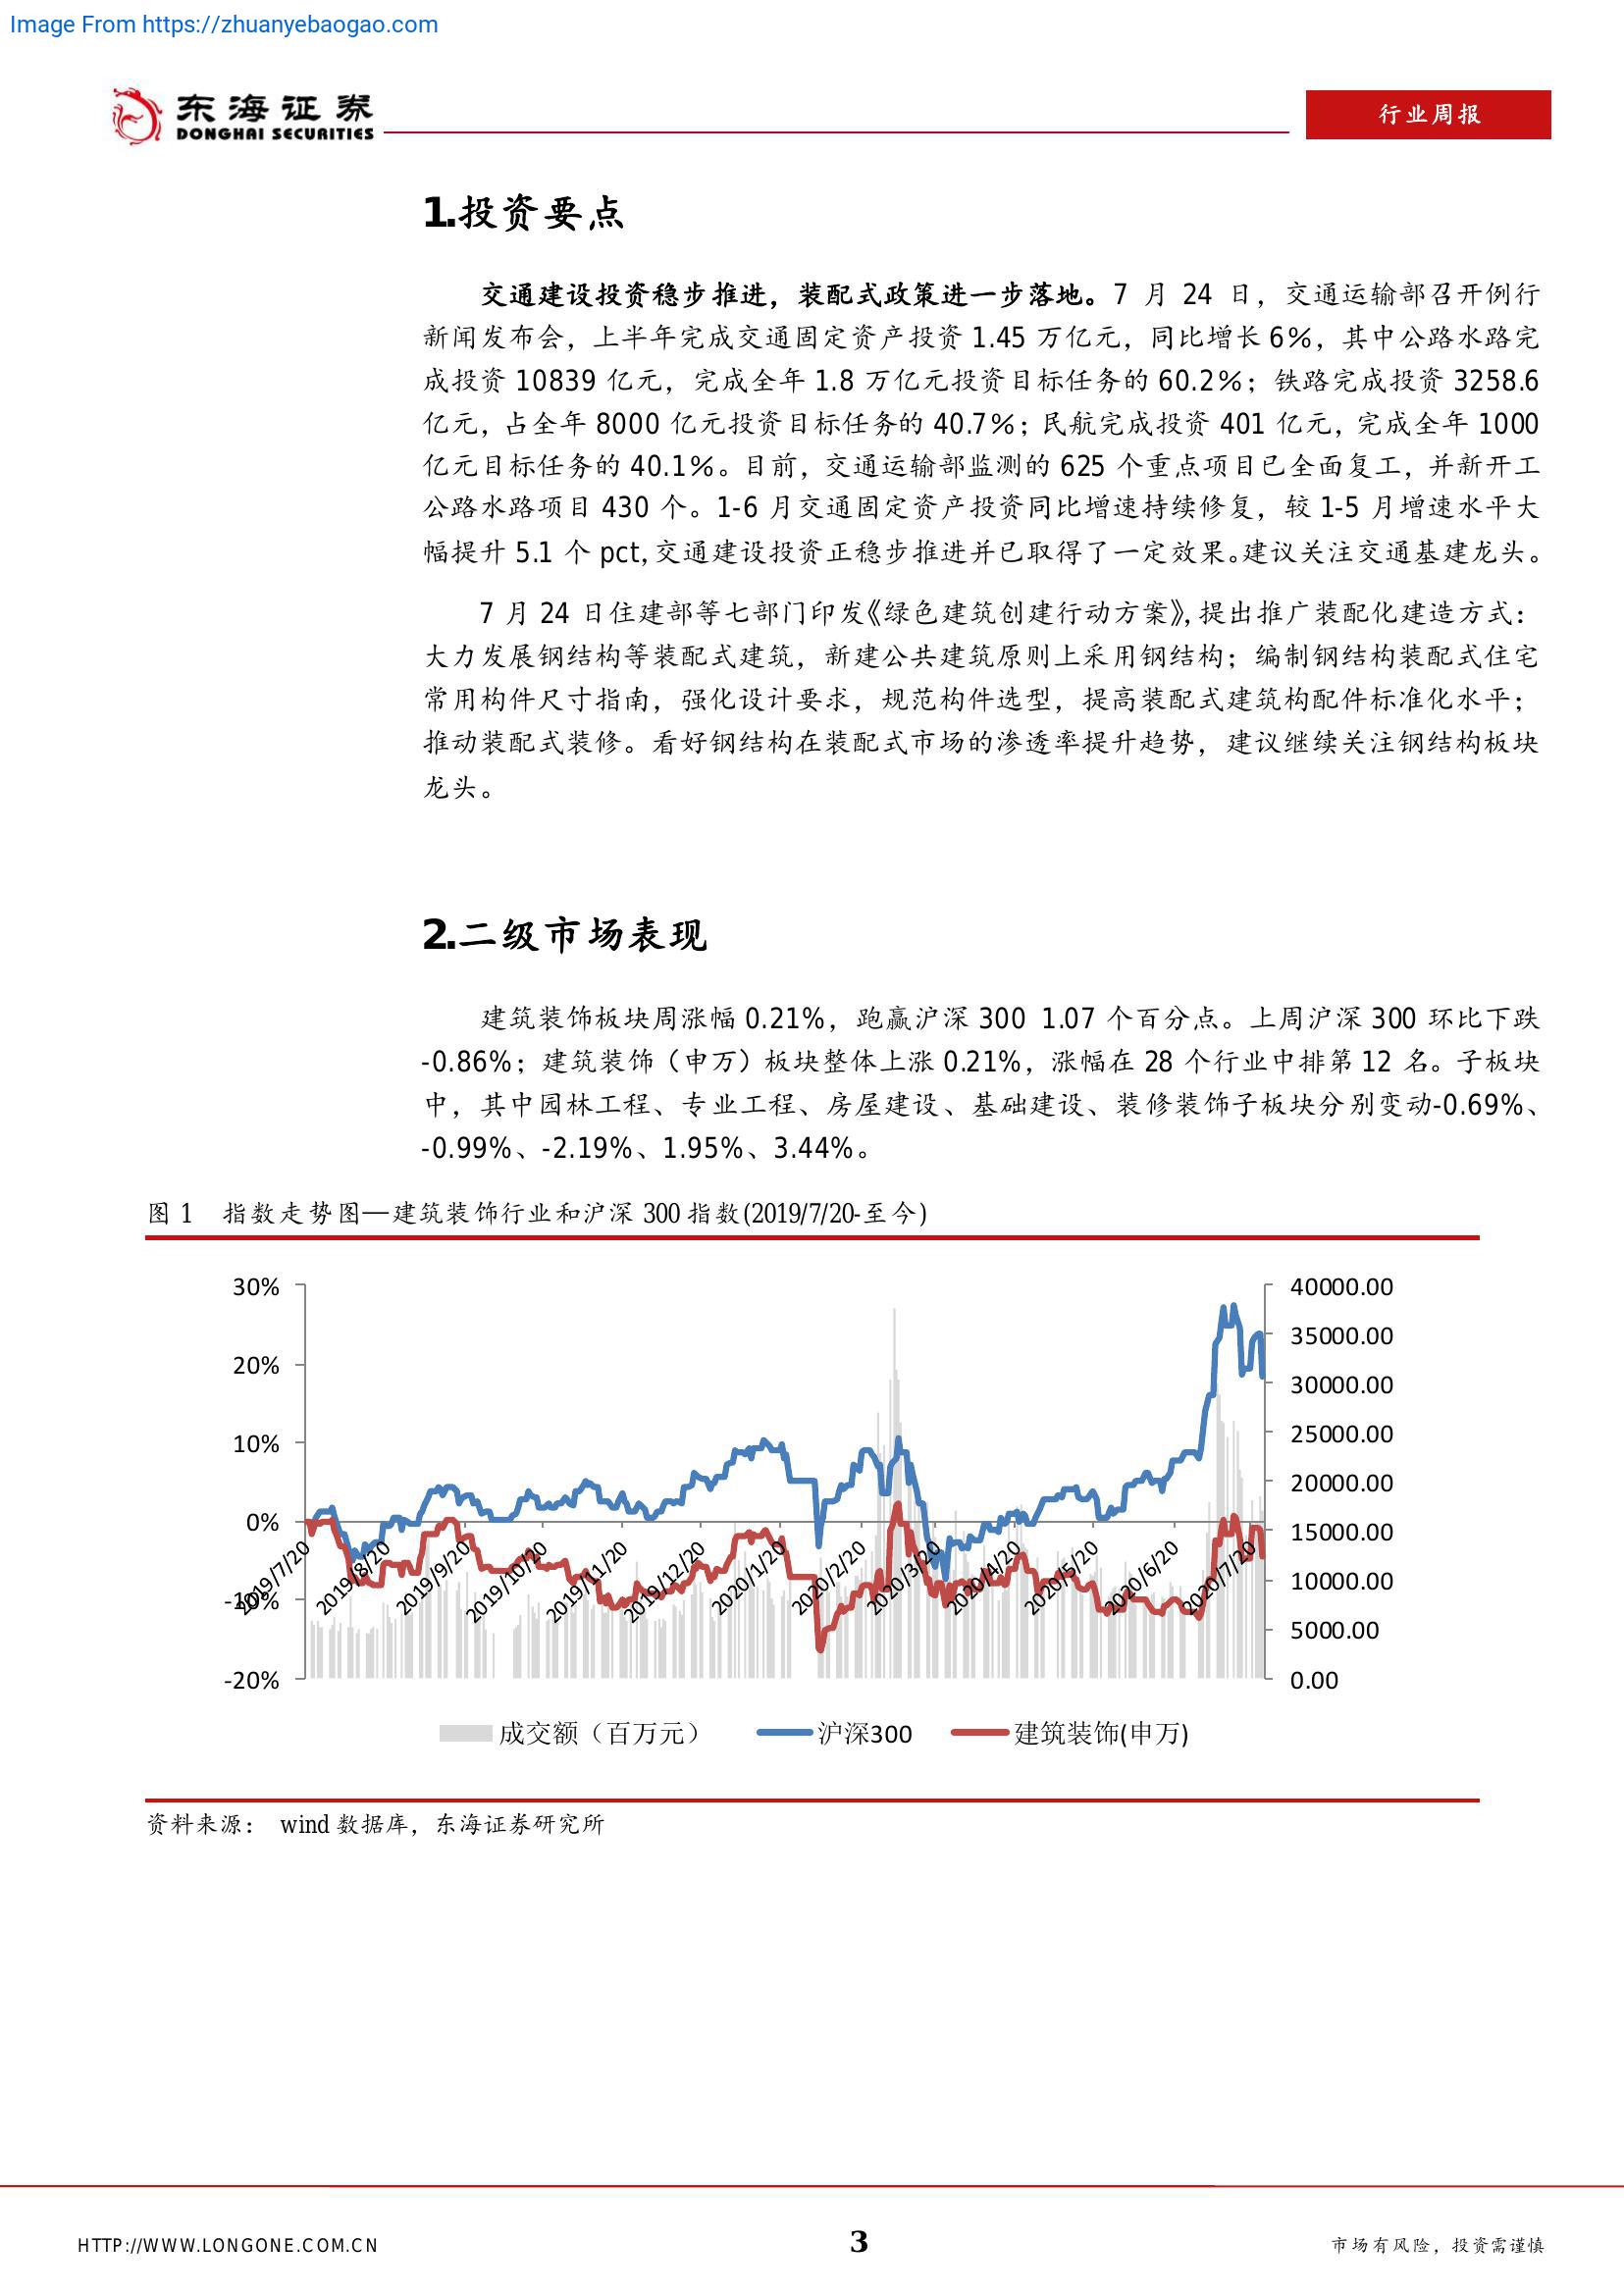 Image From https://zhuanyebaogao.com
东海证券
DONGHAI SECURITIES
行业周报
1.投资要点
交通建设投资稳步推进，装配式政策进一步落地。7 月 24 日，交通运输部召开例行
新闻发布会，上半年完成交通固定资产投资 1.45 万亿元，同比增长 6%，其中公路水路完
成投资 10839 亿元，完成全年 1.8 万亿元投资目标任务的 60.2%；铁路完成投资 3258.6
亿元，占全年 8000 亿元投资目标任务的 40.7%；民航完成投资 401 亿元，完成全年 1000
亿元目标任务的 40.1%。目前，交通运输部监测的 625 个重点项目已全面复工，并新开工
公路水路项目 430 个。1-6 月交通固定资产投资同比增速持续修复，较 1-5 月增速水平大
幅提升 5.1 个 pct，交通建设投资正稳步推进并已取得了一定效果。建议关注交通基建龙头。
7 月 24 日住建部等七部门印发《绿色建筑创建行动方案》，提出推广装配化建造方式：
大力发展钢结构等装配式建筑，新建公共建筑原则上采用钢结构；编制钢结构装配式住宅
常用构件尺寸指南，强化设计要求，规范构件选型，提高装配式建筑构配件标准化水平；
推动装配式装修。看好钢结构在装配式市场的渗透率提升趋势，建议继续关注钢结构板块
龙头。
2.二级市场表现
建筑装饰板块周涨幅 0.21%，跑赢沪深 300 1.07 个百分点。上周沪深 300 环比下跌
-0.86%；建筑装饰（申万）板块整体上涨 0.21%，涨幅在 28 个行业中排第 12 名。子板块
中，其中园林工程、专业工程、房屋建设、基础建设、装修装饰子板块分别变动-0.69%、
-0.99%、-2.19%、1.95%、3.44%。
图 1 指数走势图—建筑装饰行业和沪深 300 指数(2019/7/20-至今)
30%
20%
10%
0%
-10%
-20%
40000.00
35000.00
30000.00
25000.00
20000.00
15000.00
10000.00
5000.00
0.00
2019/7/20
2019/8/20
2019/9/20
2019/10/20
2019/11/20
2019/12/20
2020/1/20
2020/2/20
2020/3/20
2020/4/20
2020/5/20
2020/6/20
2020/7/20
成交额（百万元） 沪深300 建筑装饰(申万)
资料来源： wind 数据库，东海证券研究所
HTTP://WWW.LONGONE.COM.CN
3
市场有风险，投资需谨慎